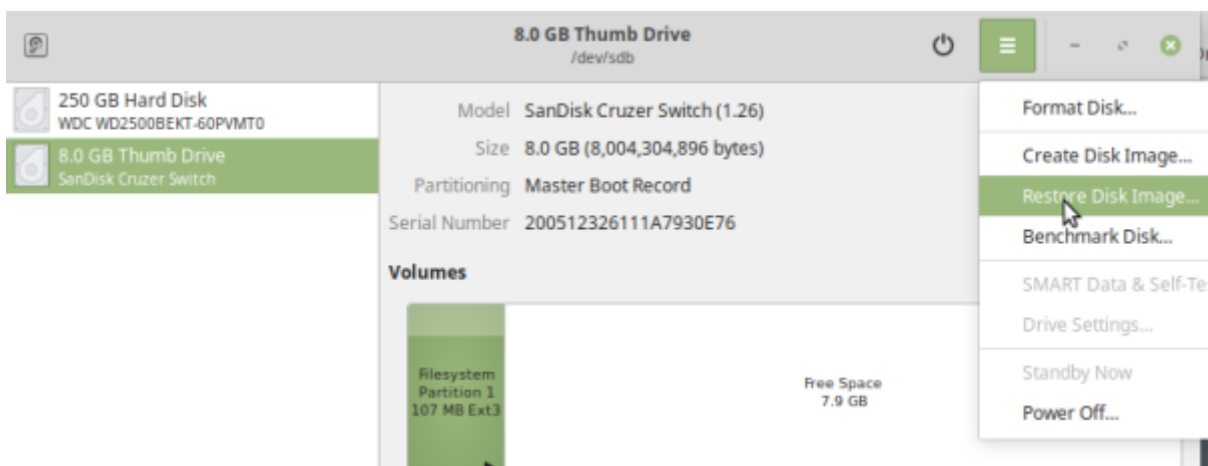 8.0 GB Thumb Drive
/dev/sdb
250 GB Hard Disk
WDC WD2500BEKT-60PVMT0
8.0 GB Thumb Drive
SanDisk Cruzer Switch
Model SanDisk Cruzer Switch (1.26)
Size 8.0 GB (8,004,304,896 bytes)
Partitioning Master Boot Record
Serial Number 200512326111A7930E76
Volumes
Filesystem
Partition 1
107 MB Ext3
Free Space
7.9 GB
Format Disk...
Create Disk Image...
Restore Disk Image...
Benchmark Disk...
SMART Data & Self-Te
Drive Settings...
Standby Now
Power Off...